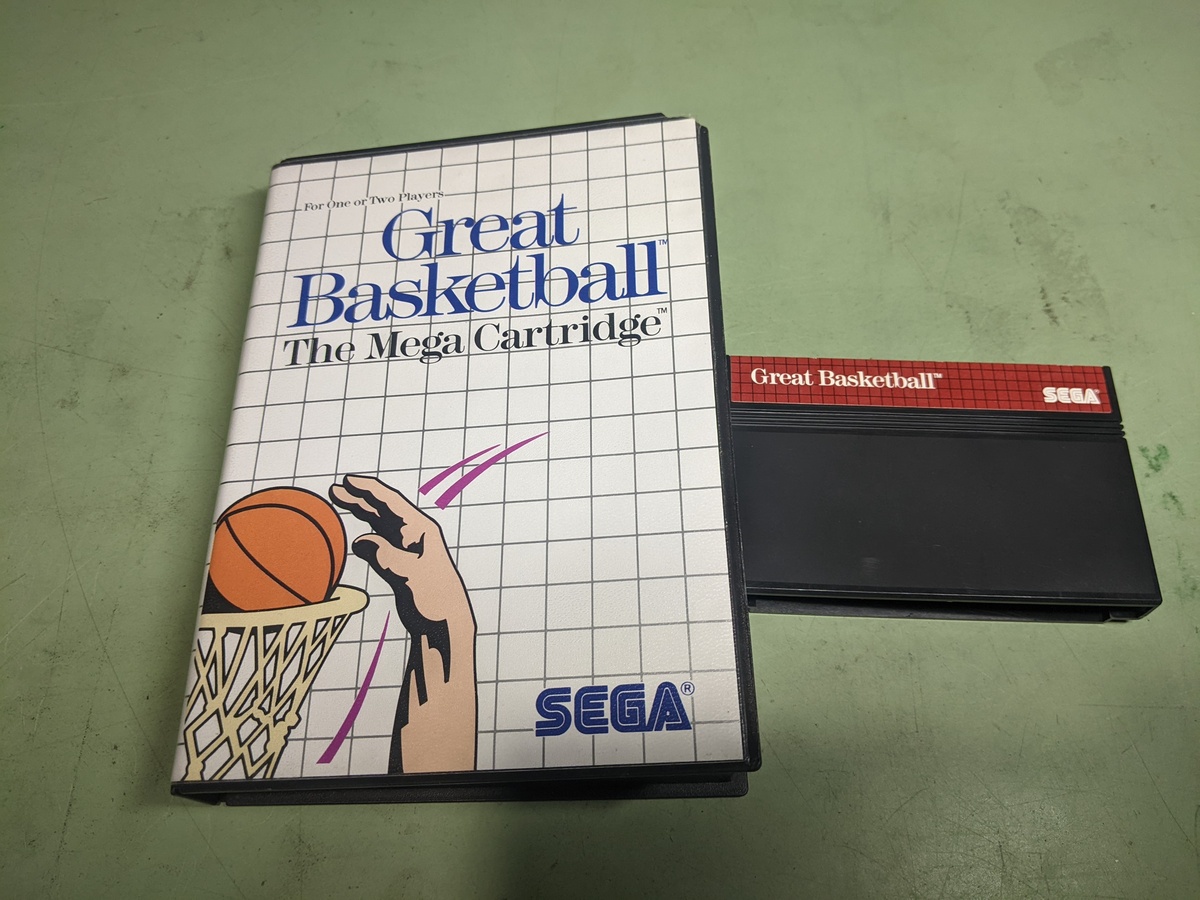 For One or Two Players
Great
Basketball™
The Mega Cartridge™
SEGA®
Great Basketball™
SEGA